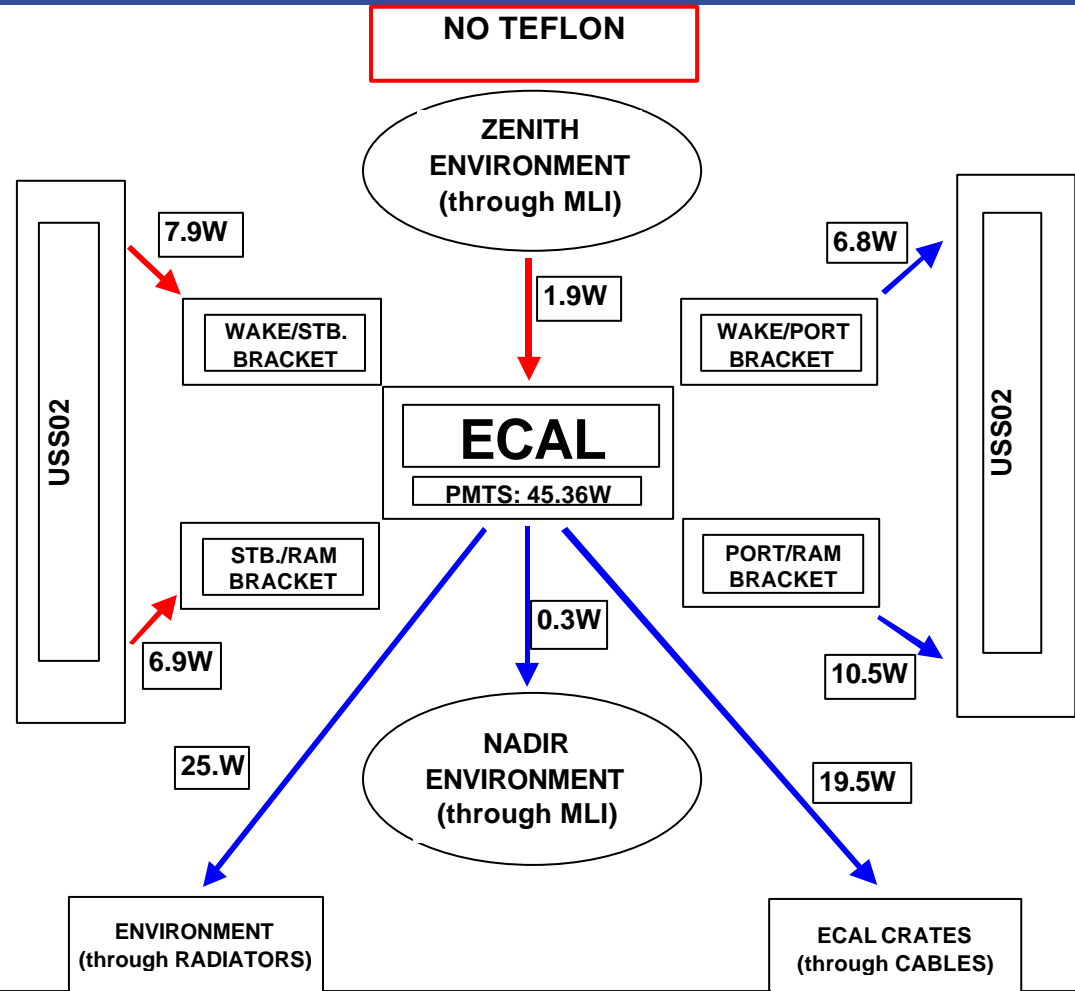 NO TEFLON
ZENITH
ENVIRONMENT
(through MLI)
7.9W
6.8W
1.9W
WAKE/STB.
BRACKET
WAKE/PORT
BRACKET
USS02
USS02
ECAL
PMTS: 45.36W
STB./RAM
BRACKET
PORT/RAM
BRACKET
0.3W
6.9W
10.5W
NADIR
ENVIRONMENT
(through MLI)
25.W
19.5W
ENVIRONMENT
(through RADIATORS)
ECAL CRATES
(through CABLES)